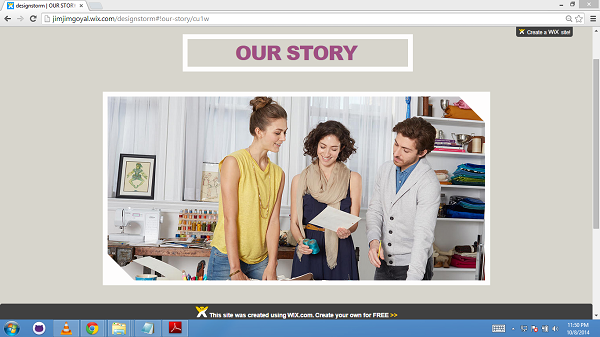 designstorm | OUR STORY
jimjimgoyal.wix.com/designstorm#!our-story/cu1w
Create a WiX site!
OUR STORY
This site was created using WIX.com. Create your own for FREE >>
11:50 PM
10/8/2014